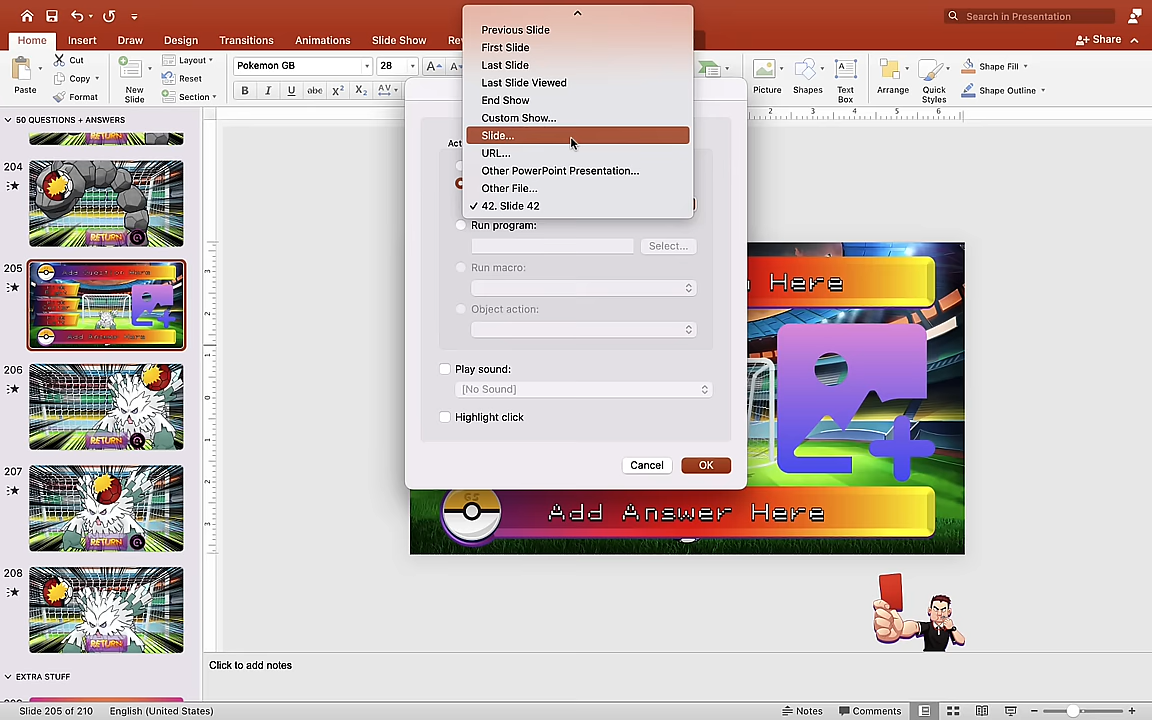 Search in Presentation
Home
Insert
Draw
Design
Transitions
Animations
Slide Show
Share
Paste
Cut
Copy
Format
New Slide
Layout
Reset
Section
Pokemon GB
28
Picture
Shapes
Text Box
Arrange
Quick Styles
Shape Fill
Shape Outline
50 QUESTIONS + ANSWERS
204
205
206
207
208
RETURN
RETURN
RETURN
RETURN
EXTRA STUFF
Previous Slide
First Slide
Last Slide
Last Slide Viewed
End Show
Custom Show...
Slide...
URL...
Other PowerPoint Presentation...
Other File...
✓ 42. Slide 42
Run program:
Select...
Run macro:
Object action:
Play sound:
[No Sound]
Highlight click
Cancel
OK
Here
Add Answer Here
Click to add notes
Slide 205 of 210
English (United States)
Notes
Comments